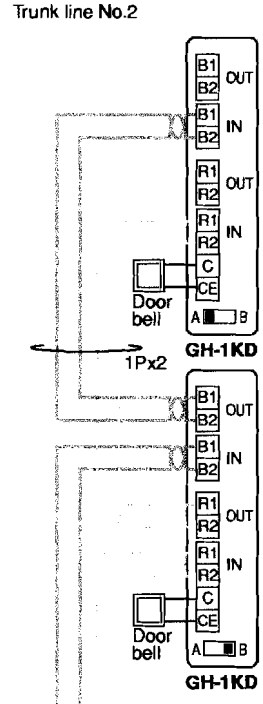 Trunk line No.2
B1
B2
OUT
B1
B2
IN
R1
R2
OUT
R1
R2
IN
C
CE
Door
bell
A B
GH-1KD
1Px2
B1
B2
OUT
B1
B2
IN
R1
R2
OUT
R1
R2
IN
C
CE
Door
bell
A B
GH-1KD